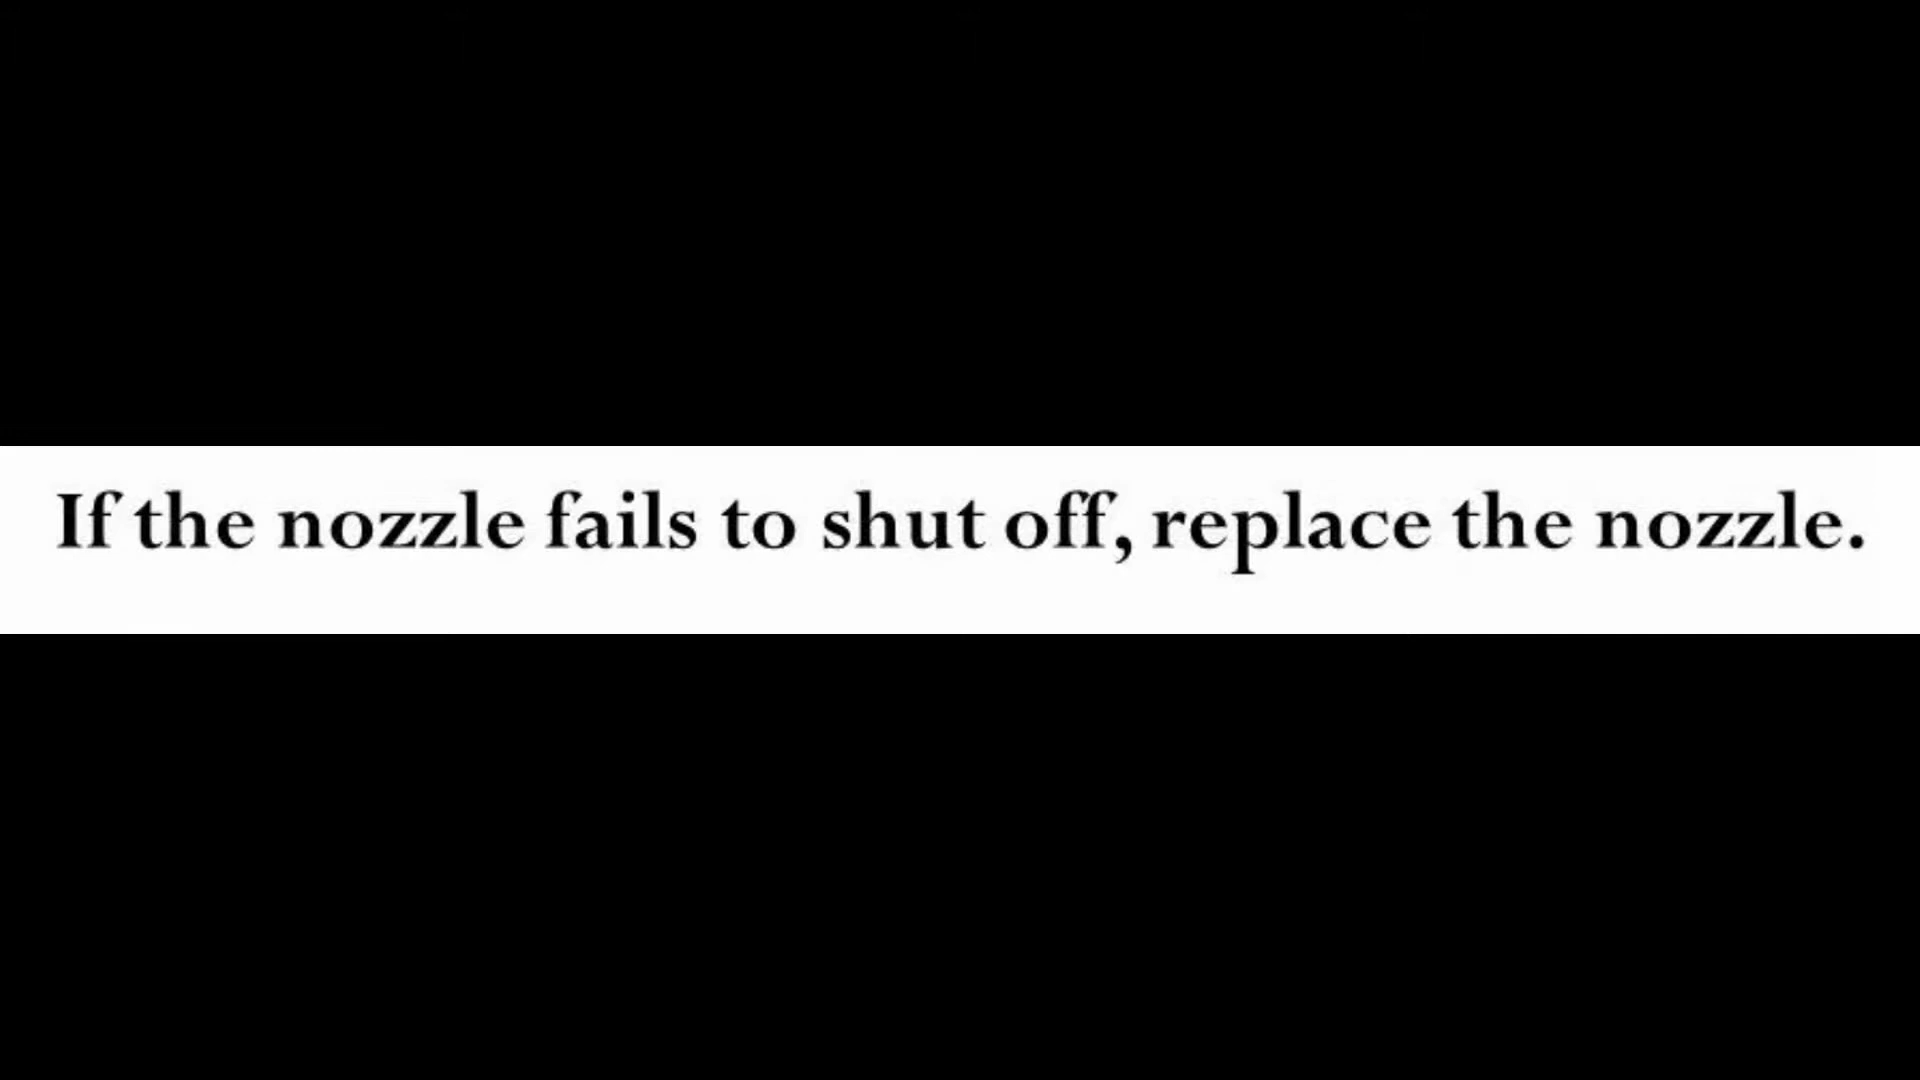 If the nozzle fails to shut off, replace the nozzle.